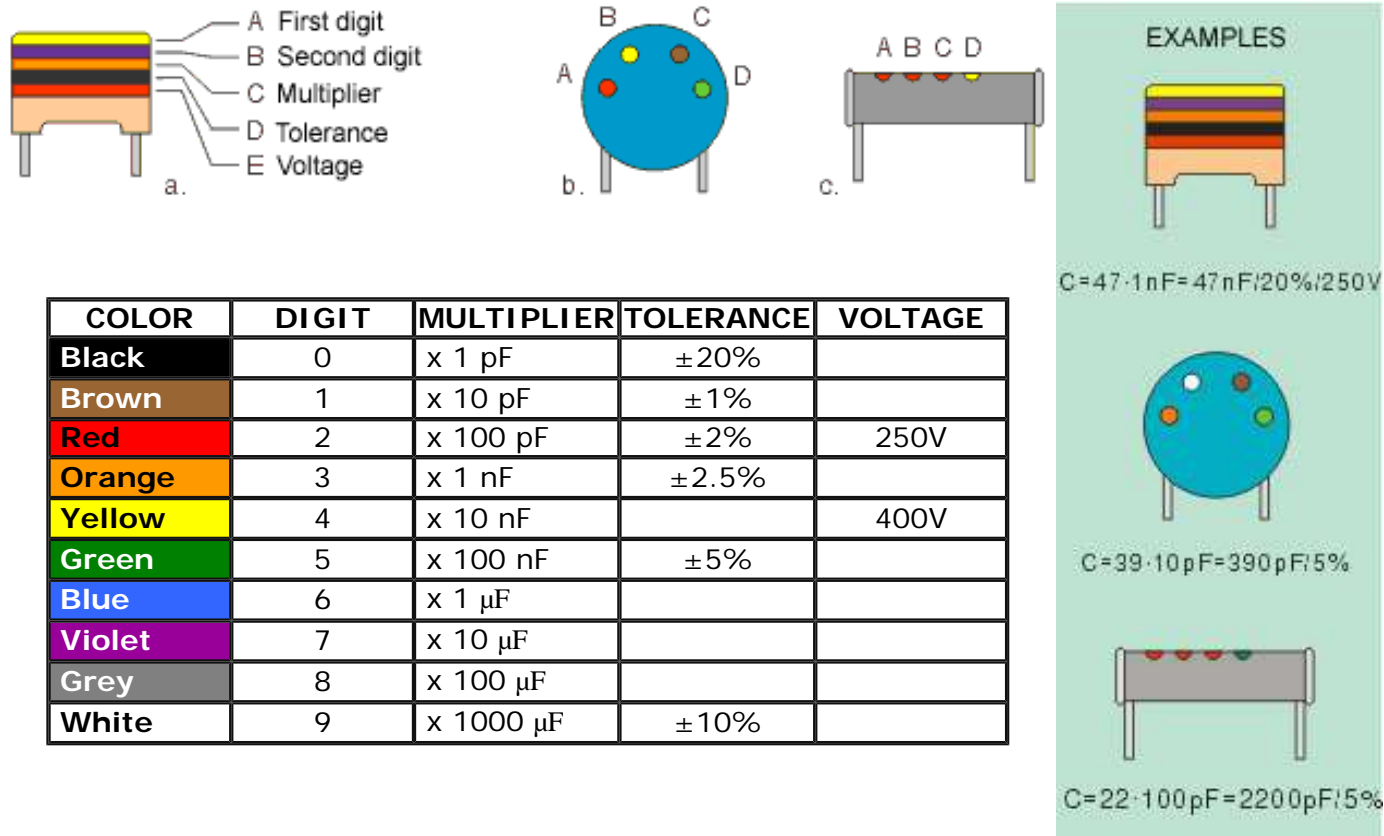 A First digit
B Second digit
C Multiplier
D Tolerance
E Voltage
a.
B C
A D
b.
A B C D
c.
COLOR DIGIT MULTIPLIER TOLERANCE VOLTAGE
Black 0 x 1 pF ±20%
Brown 1 x 10 pF ±1%
Red 2 x 100 pF ±2% 250V
Orange 3 x 1 nF ±2.5%
Yellow 4 x 10 nF 400V
Green 5 x 100 nF ±5%
Blue 6 x 1 μF
Violet 7 x 10 μF
Grey 8 x 100 μF
White 9 x 1000 μF ±10%
EXAMPLES
C=47·1nF=47nF/20%/250V
C=39·10pF=390pF/5%
C=22·100pF=2200pF/5%